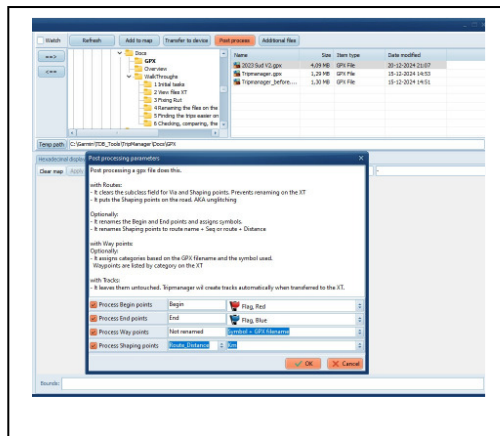 Watch
Refresh
Add to map
Transfer to device
Post process
Additional files
==>
<==
Docs
GPX
Overview
WalkThroughs
1 Inital tasks
2 View files XT
3 Fixing Rut
4 Renaming the files on the
5 Finding the trips easier on
6 Checking, comparing, the
Name Size Item type Date modified
2023 Sud V2.gpx 4,09 MB GPX File 20-12-2024 21:07
Tripmanager.gpx 1,29 MB GPX File 15-12-2024 14:53
Tripmanager_before.... 1,30 MB GPX File 15-12-2024 14:51
Temp path C:\Garmin\TDB_Tools\TripManager\Docs\GPX
Hexadecimal display
Clear map
Post processing parameters
Post processing a gpx file does this.
with Routes:
- It clears the subclass field for Via and Shaping points. Prevents renaming on the XT
- It puts the Shaping points on the road. AKA unglitching
Optionally:
- It renames the Begin and End points and assigns symbols.
- It renames Shaping points to route name + Seq or route + Distance
with Way points:
Optionally:
- It assigns categories based on the GPX filename and the symbol used.
Waypoints are listed by category on the XT
with Tracks:
- It leaves them untouched. Tripmanager wil create tracks automatically when transferred to the XT.
Process Begin points Begin Flag, Red
Process End points End Flag, Blue
Process Way points Not renamed Symbol + GPX filename
Process Shaping points Route_Distance Km
OK Cancel
Bounds: